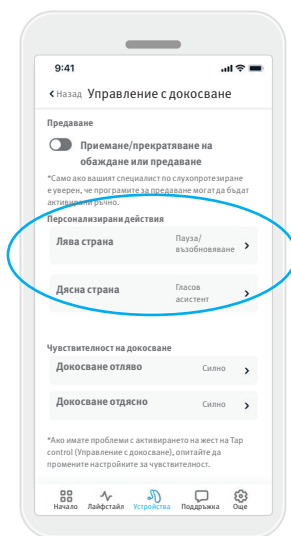 9:41
Назад Управление с докосване
Предаване
Приемане/прекратяване на
обаждане или предаване
*Само ако вашият специалист по слухопротезиране
е уверен, че програмите за предаване могат да бъдат
активирани ръчно.
Персонализирани действия
Лява страна Пауза/
възобновяване
Дясна страна Гласов
асистент
Чувствителност на докосване
Докосване отляво Силно
Докосване отдясно Силно
*Ако имате проблеми с активирането на жест на Tap
control (Управление с докосване), опитайте да
промените настройките за чувствителност.
Начало Лайфстайл Устройства Поддръжка Още